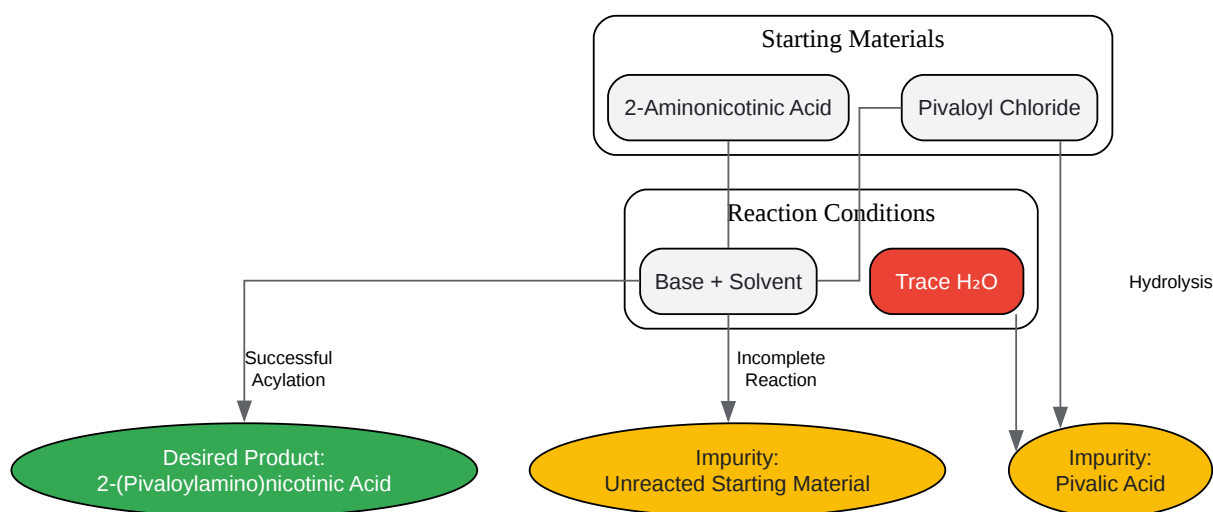 Starting Materials
2-Aminonicotinic Acid
Pivaloyl Chloride
Reaction Conditions
Base + Solvent
Trace H₂O
Hydrolysis
Successful
Acylation
Incomplete
Reaction
Desired Product:
2-(Pivaloylamino)nicotinic Acid
Impurity:
Unreacted Starting Material
Impurity:
Pivalic Acid